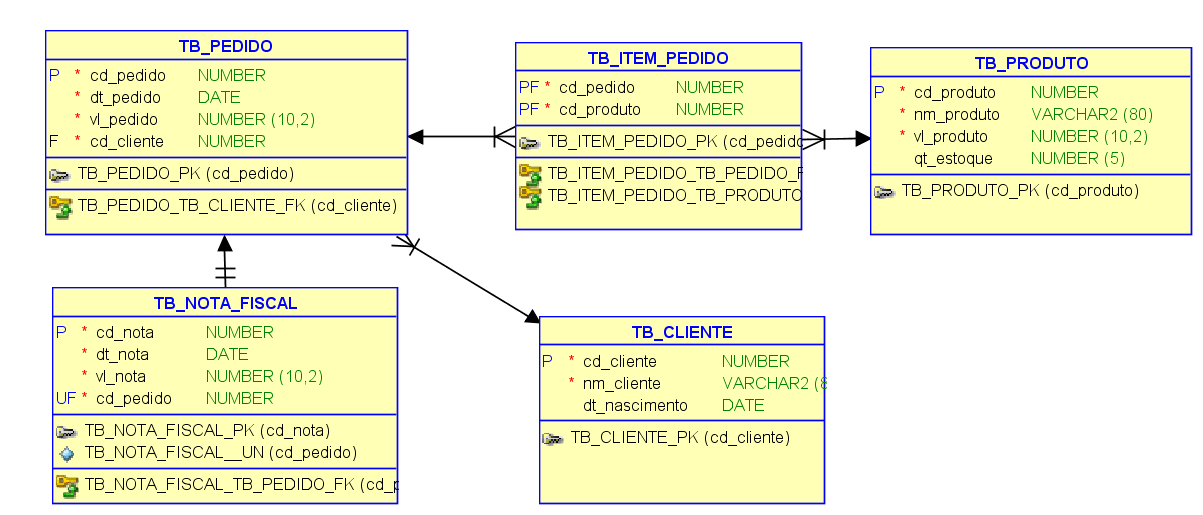 TB_PEDIDO
P * cd_pedido NUMBER
* dt_pedido DATE
* vl_pedido NUMBER (10,2)
F * cd_cliente NUMBER
TB_PEDIDO_PK (cd_pedido)
TB_PEDIDO_TB_CLIENTE_FK (cd_cliente)
TB_ITEM_PEDIDO
PF * cd_pedido NUMBER
PF * cd_produto NUMBER
TB_ITEM_PEDIDO_PK (cd_pedido
TB_ITEM_PEDIDO_TB_PEDIDO_F
TB_ITEM_PEDIDO_TB_PRODUTO
TB_PRODUTO
P * cd_produto NUMBER
* nm_produto VARCHAR2 (80)
* vl_produto NUMBER (10,2)
qt_estoque NUMBER (5)
TB_PRODUTO_PK (cd_produto)
TB_NOTA_FISCAL
P * cd_nota NUMBER
* dt_nota DATE
* vl_nota NUMBER (10,2)
UF * cd_pedido NUMBER
TB_NOTA_FISCAL_PK (cd_nota)
TB_NOTA_FISCAL__UN (cd_pedido)
TB_NOTA_FISCAL_TB_PEDIDO_FK (cd_p
TB_CLIENTE
P * cd_cliente NUMBER
* nm_cliente VARCHAR2 (8
dt_nascimento DATE
TB_CLIENTE_PK (cd_cliente)